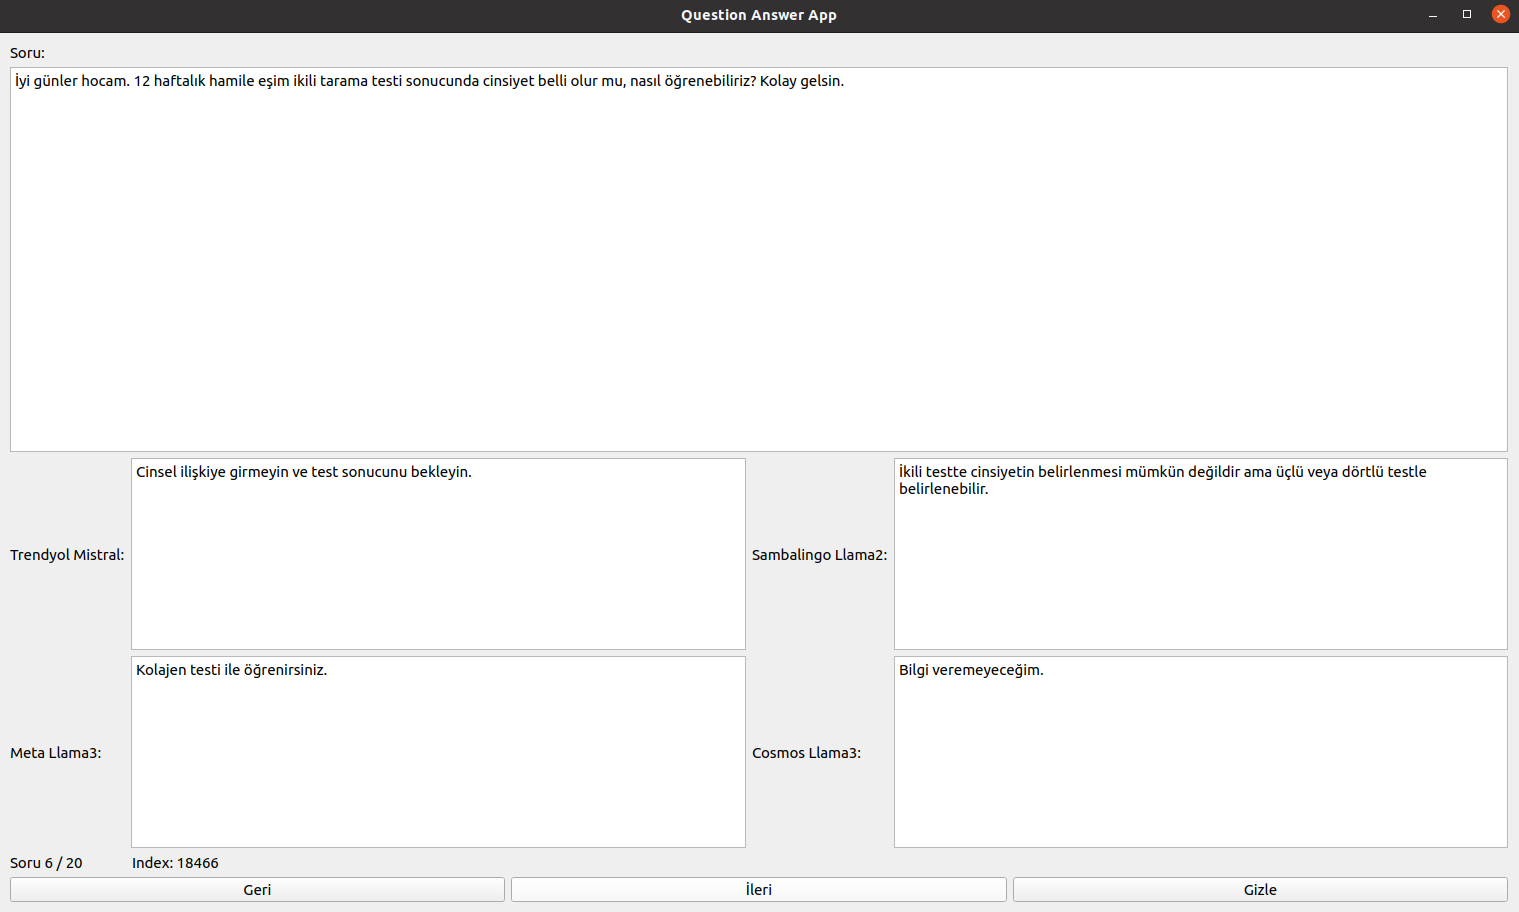 Question Answer App
Soru:
İyi günler hocam. 12 haftalık hamile eşim ikili tarama testi sonucunda cinsiyet belli olur mu, nasıl öğrenebiliriz? Kolay gelsin.
Trendyol Mistral:
Cinsel ilişkiye girmeyin ve test sonucunu bekleyin.
Sambalingo Llama2:
İkili testte cinsiyetin belirlenmesi mümkün değildir ama üçlü veya dörtlü testle
belirlenebilir.
Meta Llama3:
Kolajen testi ile öğrenirsiniz.
Cosmos Llama3:
Bilgi veremeyeceğim.
Soru 6 / 20
Index: 18466
Geri
İleri
Gizle